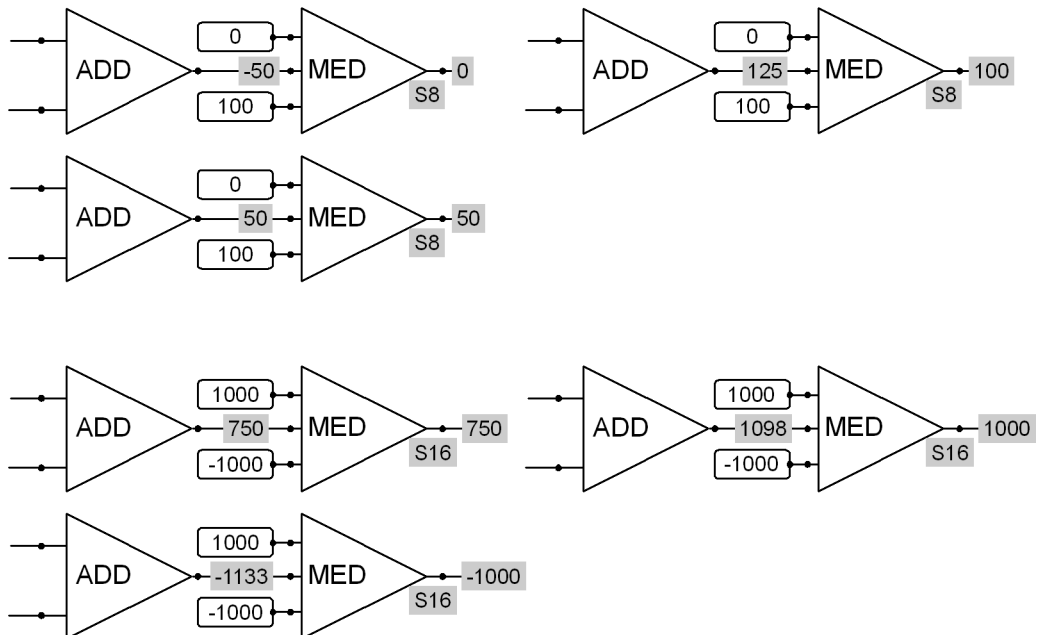 0
ADD -50 MED 0
100 S8
0
ADD 125 MED 100
100 S8
0
ADD 50 MED 50
100 S8
1000
ADD 750 MED 750
-1000 S16
1000
ADD 1098 MED 1000
-1000 S16
1000
ADD -1133 MED -1000
-1000 S16